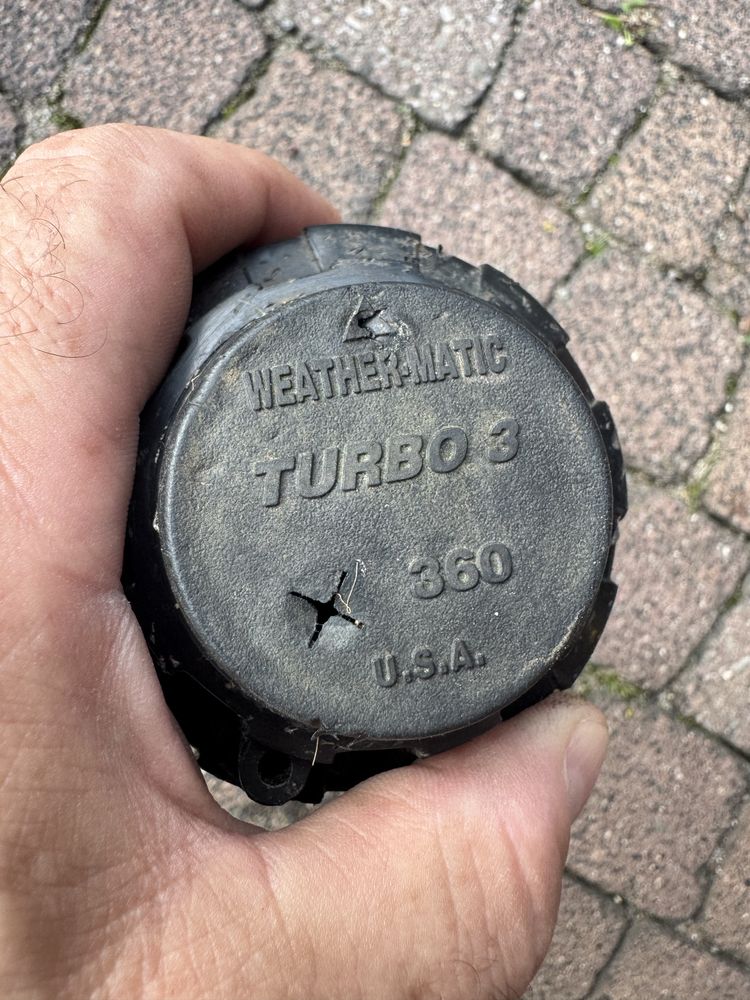 WEATHER-MATIC
TURBO 3
360
U.S.A.